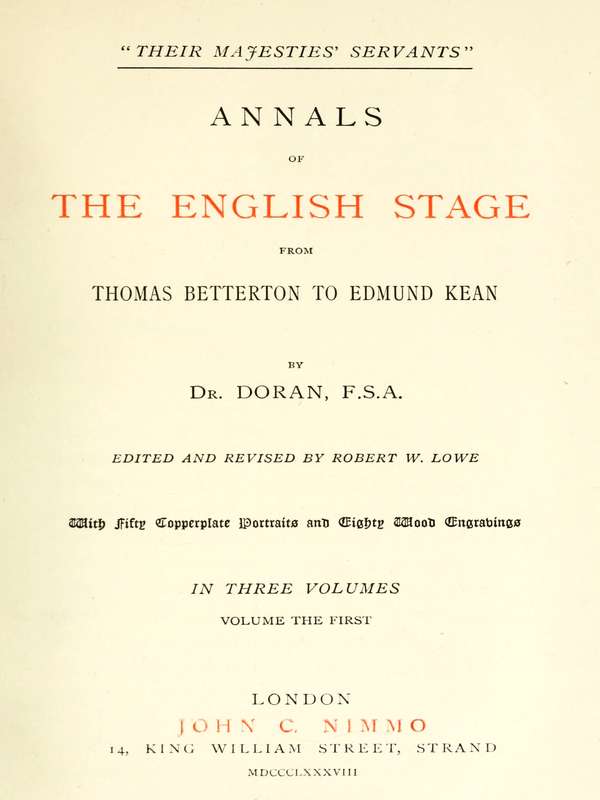 "THEIR MAJESTIES' SERVANTS"
ANNALS
OF
THE ENGLISH STAGE
FROM
THOMAS BETTERTON TO EDMUND KEAN
BY
DR. DORAN, F.S.A.
EDITED AND REVISED BY ROBERT W. LOWE
With Fifty Copperplate Portraits and Eighty Wood Engravings
IN THREE VOLUMES
VOLUME THE FIRST
LONDON
JOHN C. NIMMO
14, KING WILLIAM STREET, STRAND
MDCCCLXXXVIII